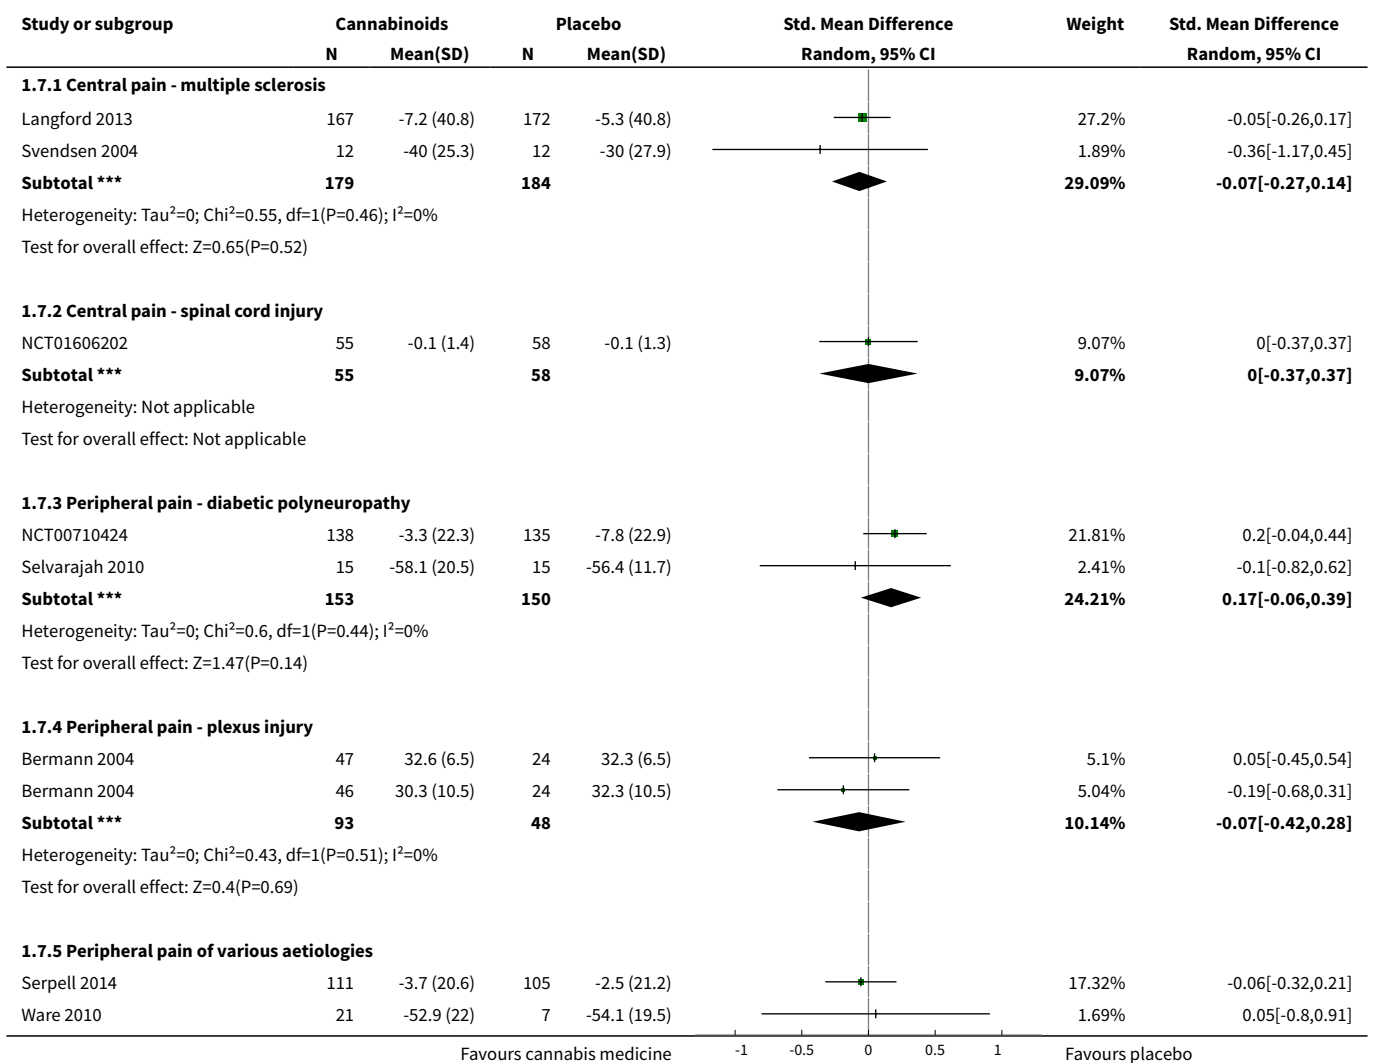 Study or subgroup Cannabinoids Placebo Std. Mean Difference Weight Std. Mean Difference
N Mean(SD) N Mean(SD) Random, 95% CI Random, 95% CI
1.7.1 Central pain - multiple sclerosis
Langford 2013 167 -7.2 (40.8) 172 -5.3 (40.8) 27.2% -0.05[-0.26,0.17]
Svendsen 2004 12 -40 (25.3) 12 -30 (27.9) 1.89% -0.36[-1.17,0.45]
Subtotal *** 179 184 29.09% -0.07[-0.27,0.14]
Heterogeneity: Tau²=0; Chi²=0.55, df=1(P=0.46); I²=0%
Test for overall effect: Z=0.65(P=0.52)
1.7.2 Central pain - spinal cord injury
NCT01606202 55 -0.1 (1.4) 58 -0.1 (1.3) 9.07% 0[-0.37,0.37]
Subtotal *** 55 58 9.07% 0[-0.37,0.37]
Heterogeneity: Not applicable
Test for overall effect: Not applicable
1.7.3 Peripheral pain - diabetic polyneuropathy
NCT00710424 138 -3.3 (22.3) 135 -7.8 (22.9) 21.81% 0.2[-0.04,0.44]
Selvarajah 2010 15 -58.1 (20.5) 15 -56.4 (11.7) 2.41% -0.1[-0.82,0.62]
Subtotal *** 153 150 24.21% 0.17[-0.06,0.39]
Heterogeneity: Tau²=0; Chi²=0.6, df=1(P=0.44); I²=0%
Test for overall effect: Z=1.47(P=0.14)
1.7.4 Peripheral pain - plexus injury
Bermann 2004 47 32.6 (6.5) 24 32.3 (6.5) 5.1% 0.05[-0.45,0.54]
Bermann 2004 46 30.3 (10.5) 24 32.3 (10.5) 5.04% -0.19[-0.68,0.31]
Subtotal *** 93 48 10.14% -0.07[-0.42,0.28]
Heterogeneity: Tau²=0; Chi²=0.43, df=1(P=0.51); I²=0%
Test for overall effect: Z=0.4(P=0.69)
1.7.5 Peripheral pain of various aetiologies
Serpell 2014 111 -3.7 (20.6) 105 -2.5 (21.2) 17.32% -0.06[-0.32,0.21]
Ware 2010 21 -52.9 (22) 7 -54.1 (19.5) 1.69% 0.05[-0.8,0.91]
Favours cannabis medicine -1 -0.5 0 0.5 1 Favours placebo